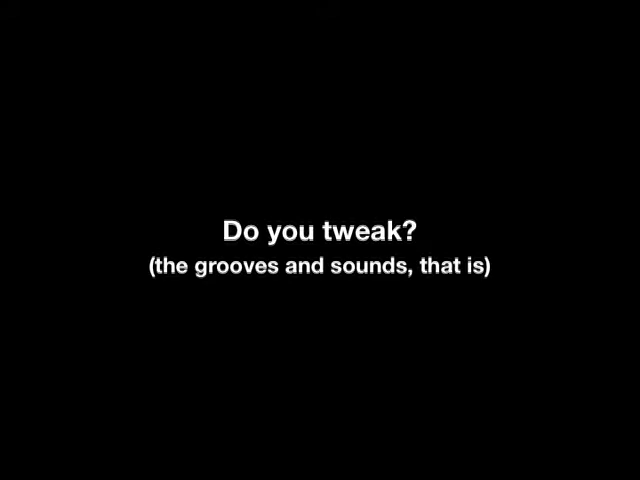 Do you tweak?
(the grooves and sounds, that is)